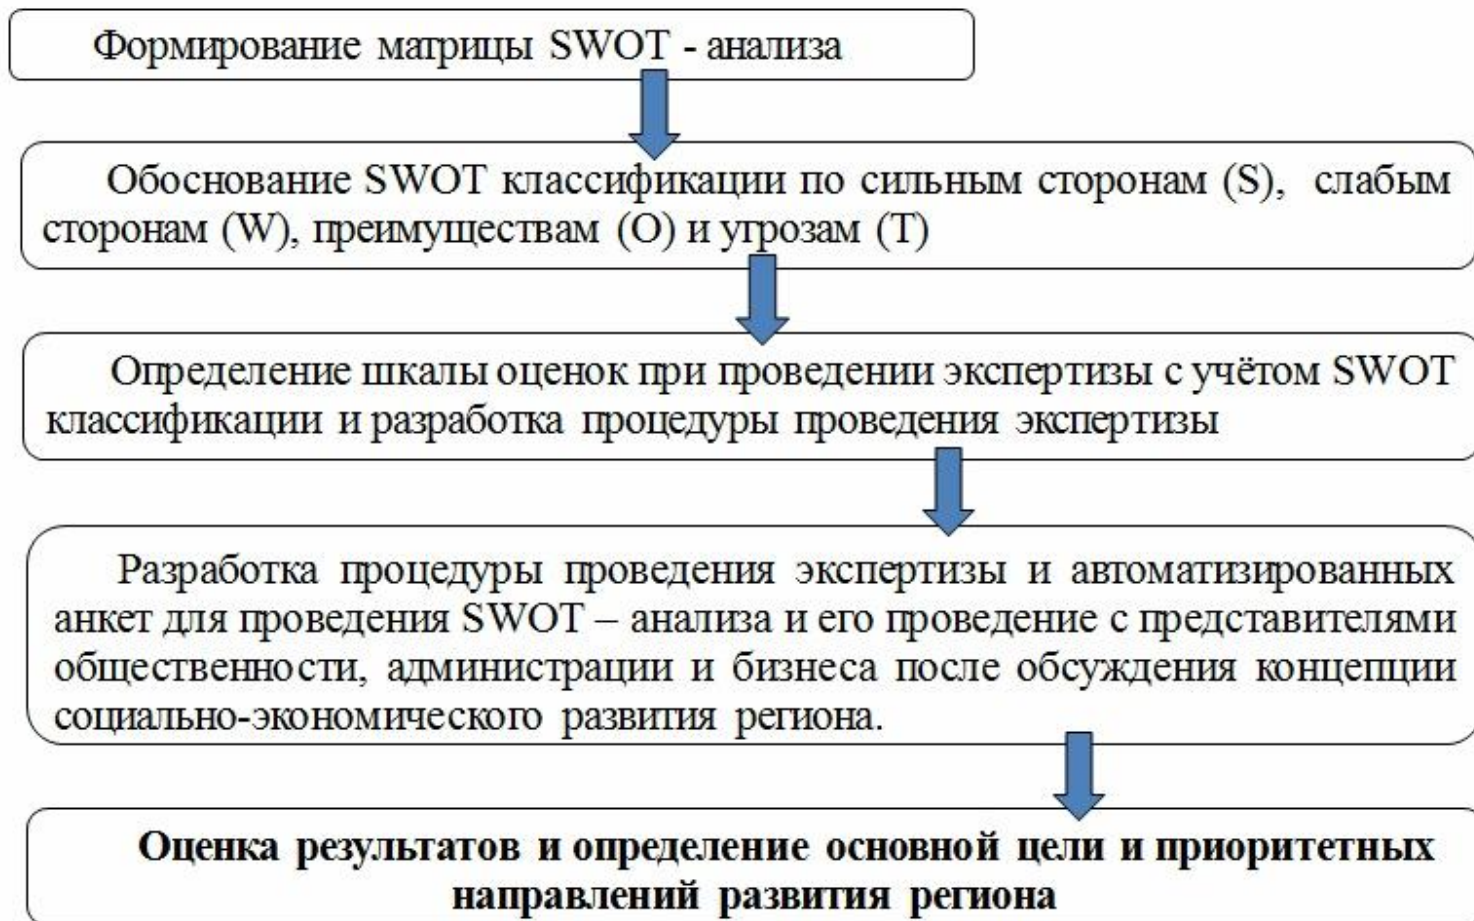 Формирование матрицы SWOT - анализа
Обоснование SWOT классификации по сильным сторонам (S), слабым
сторонам (W), преимуществам (O) и угрозам (T)
Определение шкалы оценок при проведении экспертизы с учётом SWOT
классификации и разработка процедуры проведения экспертизы
Разработка процедуры проведения экспертизы и автоматизированных
анкет для проведения SWOT – анализа и его проведение с представителями
общественности, администрации и бизнеса после обсуждения концепции
социально-экономического развития региона.
Оценка результатов и определение основной цели и приоритетных
направлений развития региона